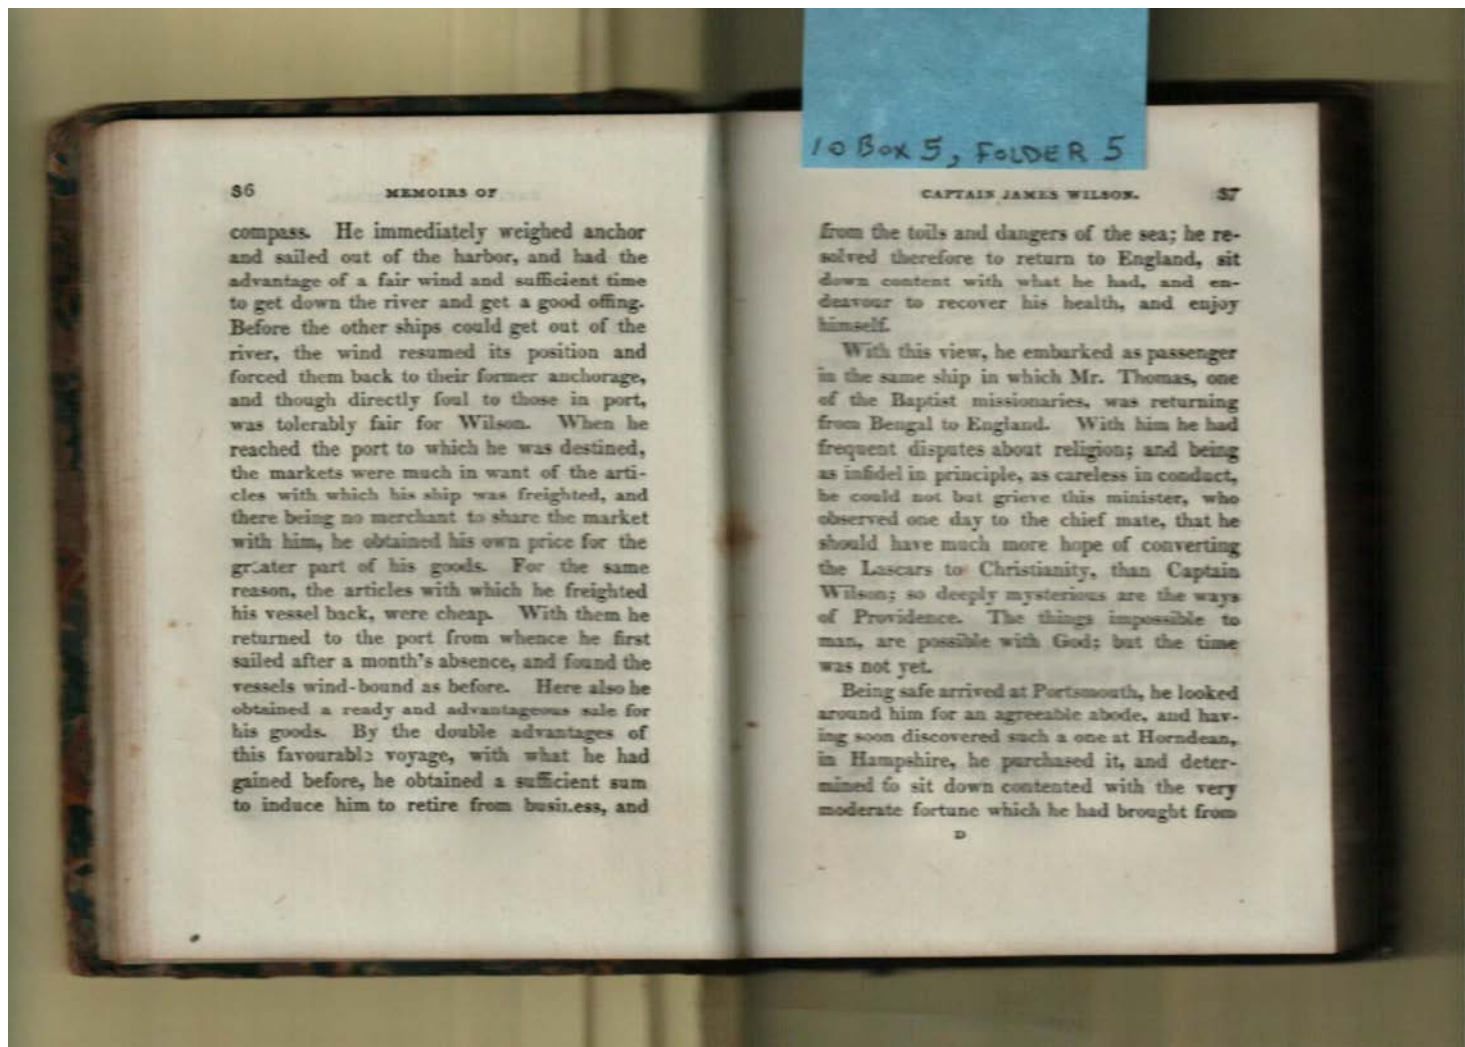 10 Box 5, FOLDER 5
36 MEMOIRS OF
compass. He immediately weighed anchor
and sailed out of the harbor, and had the
advantage of a fair wind and sufficient time
to get down the river and get a good offing.
Before the other ships could get out of the
river, the wind resumed its position and
forced them back to their former anchorage,
and though directly foul to those in port,
was tolerably fair for Wilson. When he
reached the port to which he was destined,
the markets were much in want of the arti-
cles with which his ship was freighted, and
there being no merchant to share the market
with him, he obtained his own price for the
greater part of his goods. For the same
reason, the articles with which he freighted
his vessel back, were cheap. With them he
returned to the port from whence he first
sailed after a month's absence, and found the
vessels wind-bound as before. Here also he
obtained a ready and advantageous sale for
his goods. By the double advantages of
this favourable voyage, with what he had
gained before, he obtained a sufficient sum
to induce him to retire from business, and
CAPTAIN JAMES WILSON. 37
from the toils and dangers of the sea; he re-
solved therefore to return to England, sit
down content with what he had, and en-
deavour to recover his health, and enjoy
himself.
With this view, he embarked as passenger
in the same ship in which Mr. Thomas, one
of the Baptist missionaries, was returning
from Bengal to England. With him he had
frequent disputes about religion; and being
as infidel in principle, as careless in conduct,
he could not but grieve this minister, who
observed one day to the chief mate, that he
should have much more hope of converting
the Lascars to Christianity, than Captain
Wilson; so deeply mysterious are the ways
of Providence. The things impossible to
man, are possible with God; but the time
was not yet.
Being safe arrived at Portsmouth, he looked
around him for an agreeable abode, and hav-
ing soon discovered such a one at Horndean,
in Hampshire, he purchased it, and deter-
mined to sit down contented with the very
moderate fortune which he had brought from
D